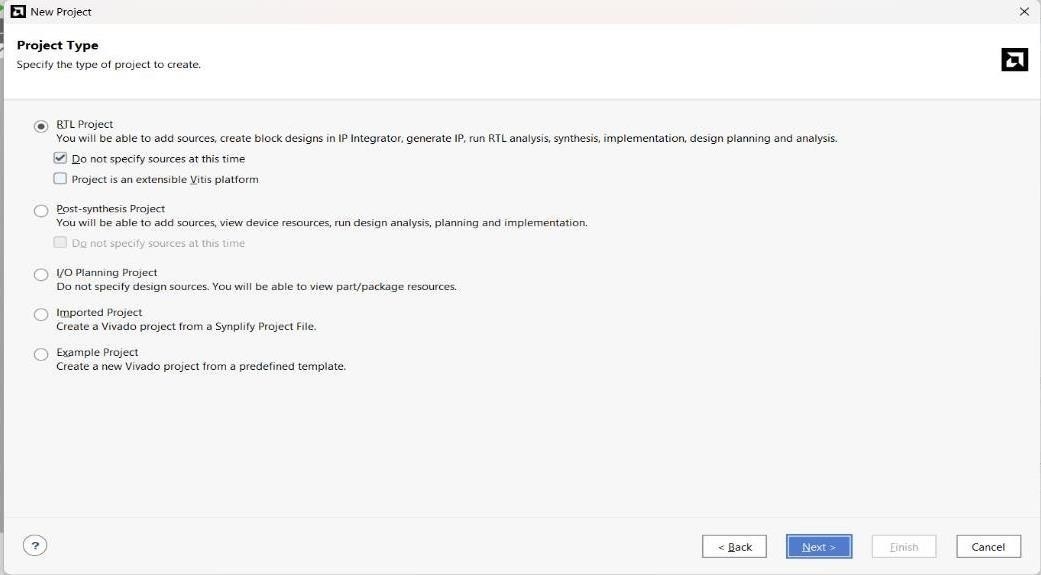 New Project
Project Type
Specify the type of project to create.
RTL Project
You will be able to add sources, create block designs in IP Integrator, generate IP, run RTL analysis, synthesis, implementation, design planning and analysis.
Do not specify sources at this time
Project is an extensible Vitis platform
Post-synthesis Project
You will be able to add sources, view device resources, run design analysis, planning and implementation.
Do not specify sources at this time
I/O Planning Project
Do not specify design sources. You will be able to view part/package resources.
Imported Project
Create a Vivado project from a Synplify Project File.
Example Project
Create a new Vivado project from a predefined template.
? < Back Next > Finish Cancel